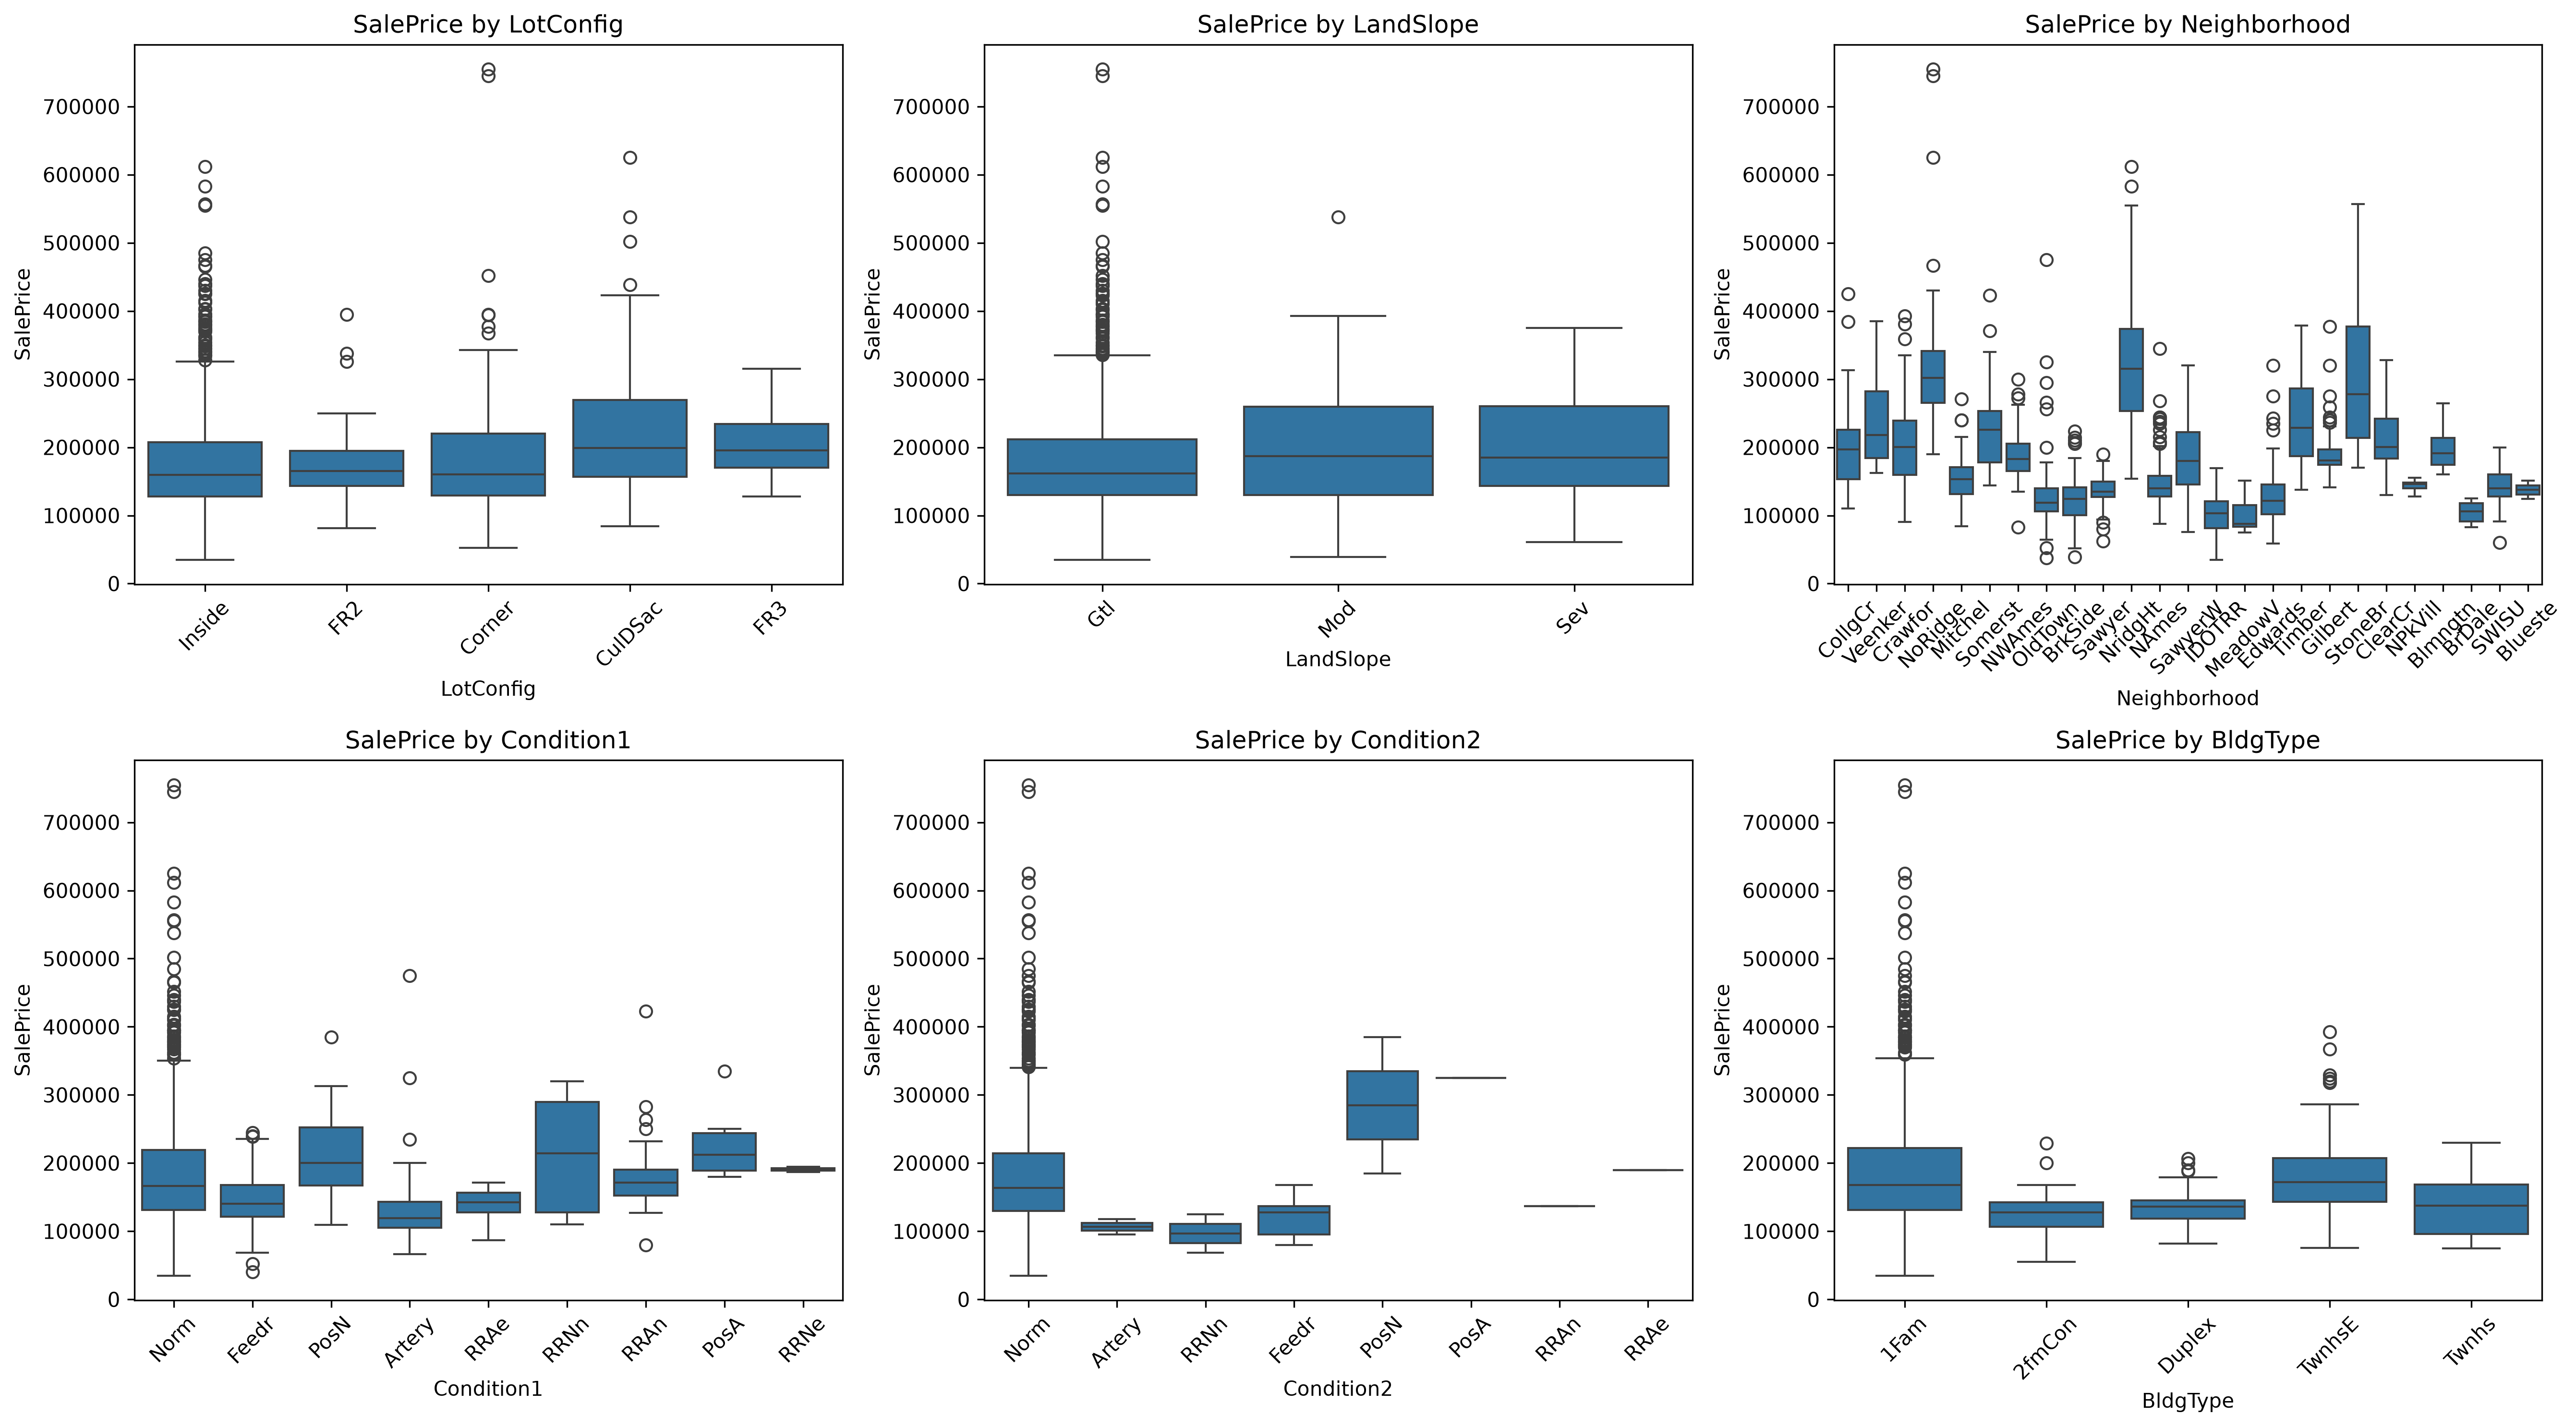 SalePrice by LotConfig
SalePrice
700000
600000
500000
400000
300000
200000
100000
0
Inside
FR2
Corner
CulDSac
FR3
LotConfig
SalePrice by LandSlope
SalePrice
700000
600000
500000
400000
300000
200000
100000
0
Gtl
Mod
Sev
LandSlope
SalePrice by Neighborhood
SalePrice
700000
600000
500000
400000
300000
200000
100000
0
CollgCr
Veenker
Crawfor
NoRidge
Mitchel
Somerst
NWAmes
OldTown
BrkSide
Sawyer
NridgHt
NAmes
SawyerW
IDOTRR
MeadowV
Edwards
Timber
Gilbert
StoneBr
ClearCr
NPkVill
Blmngtn
BrDale
SWISU
Blueste
Neighborhood
SalePrice by Condition1
SalePrice
700000
600000
500000
400000
300000
200000
100000
0
Norm
Feedr
PosN
Artery
RRAe
RRNn
RRAn
PosA
RRNe
Condition1
SalePrice by Condition2
SalePrice
700000
600000
500000
400000
300000
200000
100000
0
Norm
Artery
RRNn
Feedr
PosN
PosA
RRAn
RRAe
Condition2
SalePrice by BldgType
SalePrice
700000
600000
500000
400000
300000
200000
100000
0
1Fam
2fmCon
Duplex
TwnhsE
Twnhs
BldgType